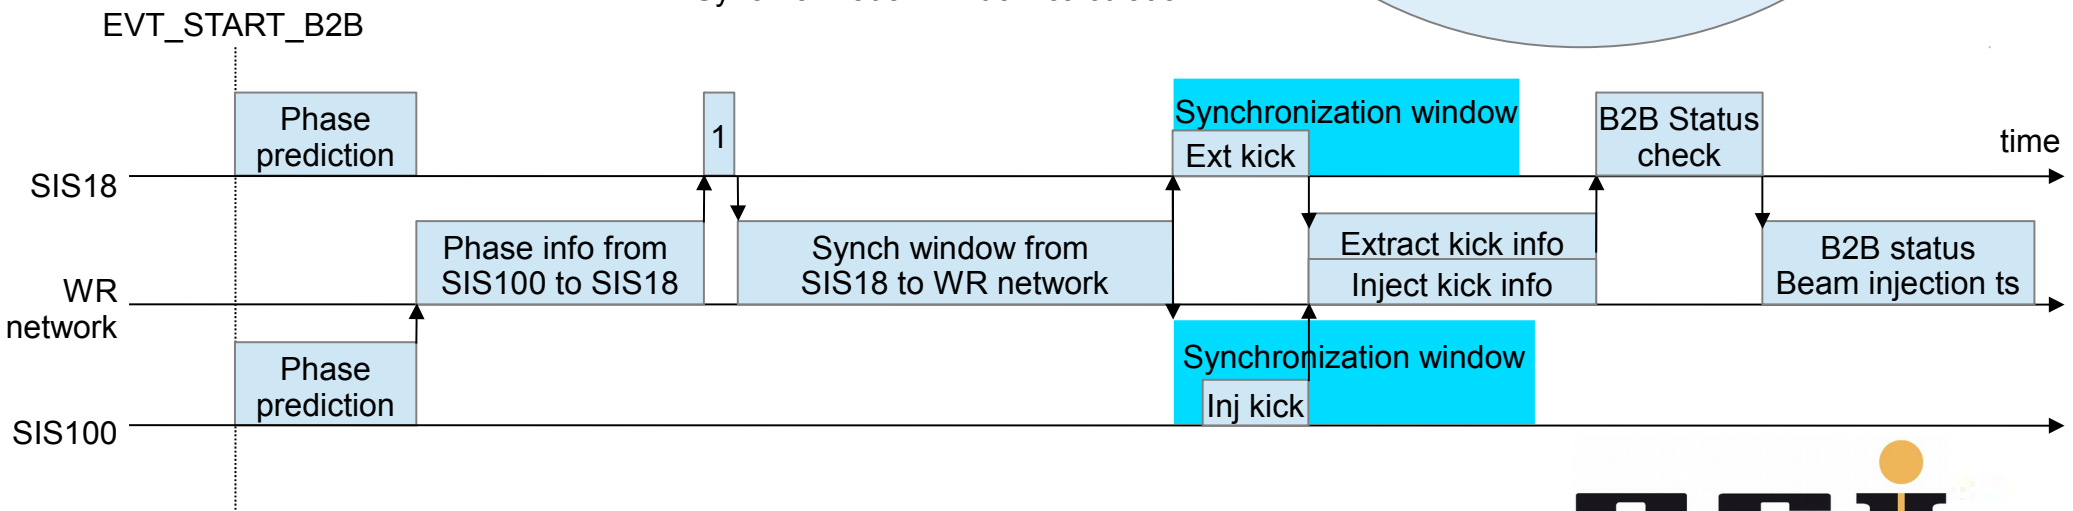 EVT_START_B2B
Phase
prediction
1
Synchronization window
Ext kick
B2B Status
check
time
SIS18
Phase info from
SIS100 to SIS18
Synch window from
SIS18 to WR network
Extract kick info
Inject kick info
B2B status
Beam injection ts
WR
network
Phase
prediction
Synchronization window
Inj kick
SIS100